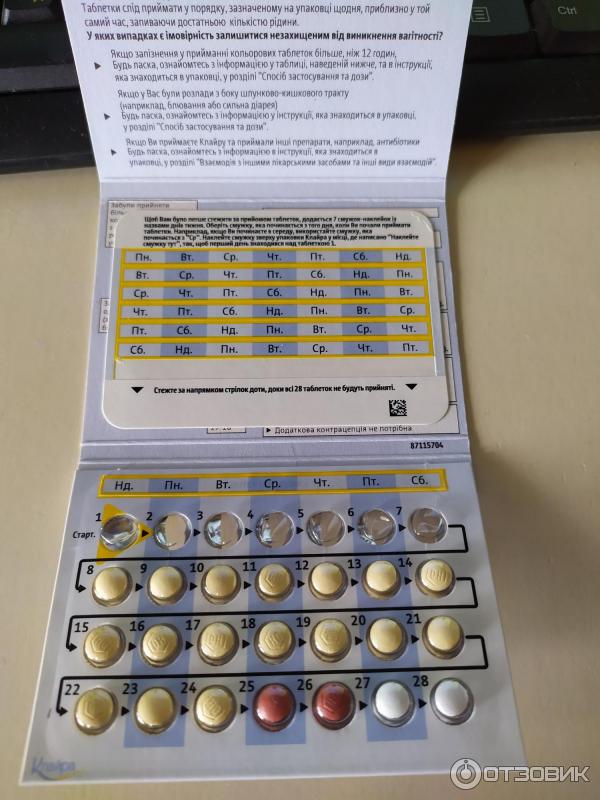 Таблетки слід приймати у порядку, зазначеному на упаковці щодня, приблизно у той
самий час, запиваючи достатньою кількістю рідини.
У яких випадках є імовірність залишитися незахищеним від виникнення вагітності?
Якщо запізнення у прийманні кольорових таблеток більше, ніж 12 годин,
► Будь ласка, ознайомтесь з інформацією у таблиці, наведеній нижче, та в інструкції,
яка знаходиться в упаковці, у розділі "Спосіб застосування та дози".
Якщо у Вас були розлади з боку шлунково-кишкового тракту
(наприклад, блювання або сильна діарея)
► Будь ласка, ознайомтесь з інформацією у інструкції, яка знаходиться в упаковці,
у розділі "Спосіб застосування та дози".
Якщо Ви приймаєте Клайру та приймали інші препарати, наприклад, антибіотики
► Будь ласка, ознайомтесь з інформацією в інструкції, яка знаходиться в
упаковці, у розділі "Взаємодія з іншими лікарськими засобами та інші види взаємодій".
Забули прийняти
Щоб Вам було легше стежити за прийомом таблеток, додається 7 смужок-наклейок із
назвами днів тижня. Оберіть смужку, яка починається з того дня, коли Ви почали приймати
таблетки. Наприклад, якщо Ви починаєте в середу, використайте смужку, яка
починається з "Ср". Наклейте смужку зверху упаковки Клайра у місці, де написано "Наклейте
смужку тут", так, щоб перший день знаходився над таблеткою 1.
Пн. Вт. Ср. Чт. Пт. Сб. Нд.
Вт. Ср. Чт. Пт. Сб. Нд. Пн.
Ср. Чт. Пт. Сб. Нд. Пн. Вт.
Чт. Пт. Сб. Нд. Пн. Вт. Ср.
Пт. Сб. Нд. Пн. Вт. Ср. Чт.
Сб. Нд. Пн. Вт. Ср. Чт. Пт.
Стежте за напрямком стрілок доти, доки всі 28 таблеток не будуть прийняті.
► Додаткова контрацепція не потрібна
87115704
Нд. Пн. Вт. Ср. Чт. Пт. Сб.
1 2 3 4 5 6 7
Старт.
8 9 10 11 12 13 14
15 16 17 18 19 20 21
22 23 24 25 26 27 28
Клайра
ОТЗОВИК
Ctrl